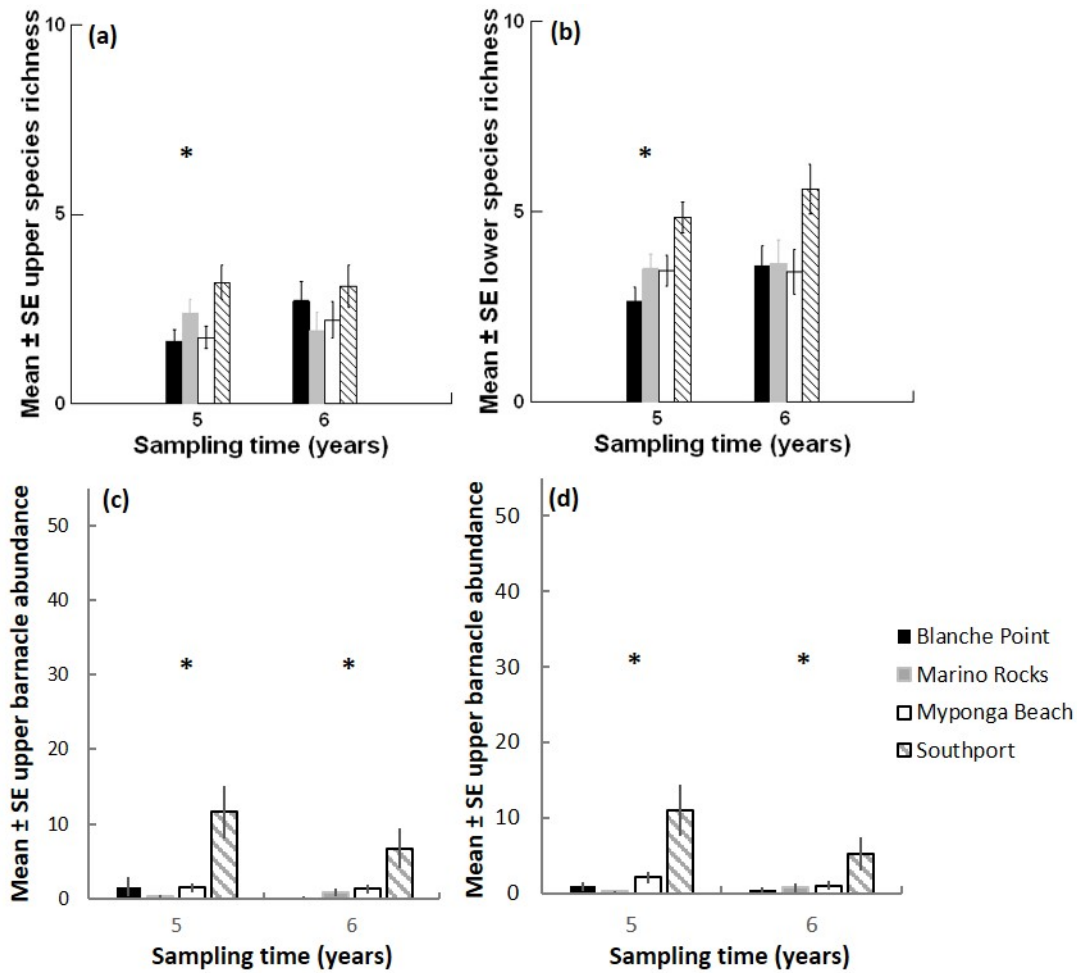 (a)
Mean ± SE upper species richness
10
5
0
*
5
6
Sampling time (years)
(b)
Mean ± SE lower species richness
10
5
0
*
5
6
Sampling time (years)
(c)
Mean ± SE upper barnacle abundance
50
40
30
20
10
0
*
*
5
6
Sampling time (years)
(d)
Mean ± SE upper barnacle abundance
50
40
30
20
10
0
*
*
5
6
Sampling time (years)
Blanche Point
Marino Rocks
Myponga Beach
Southport